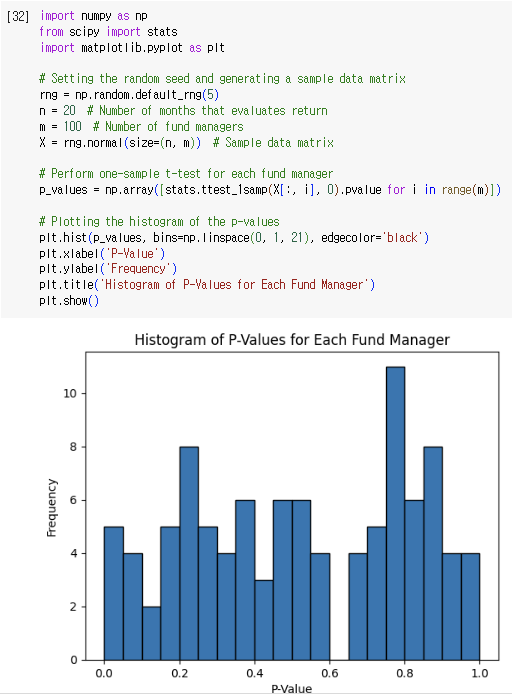 [32] import numpy as np
from scipy import stats
import matplotlib.pyplot as plt
# Setting the random seed and generating a sample data matrix
rng = np.random.default_rng(5)
n = 20  # Number of months that evaluates return
m = 100  # Number of fund managers
X = rng.normal(size=(n, m))  # Sample data matrix
# Perform one-sample t-test for each fund manager
p_values = np.array([stats.ttest_1samp(X[:, i], 0).pvalue for i in range(m)])
# Plotting the histogram of the p-values
plt.hist(p_values, bins=np.linspace(0, 1, 21), edgecolor='black')
plt.xlabel('P-Value')
plt.ylabel('Frequency')
plt.title('Histogram of P-Values for Each Fund Manager')
plt.show()
Histogram of P-Values for Each Fund Manager
10
8
6
4
2
0
Frequency
0.0 0.2 0.4 0.6 0.8 1.0
P-Value